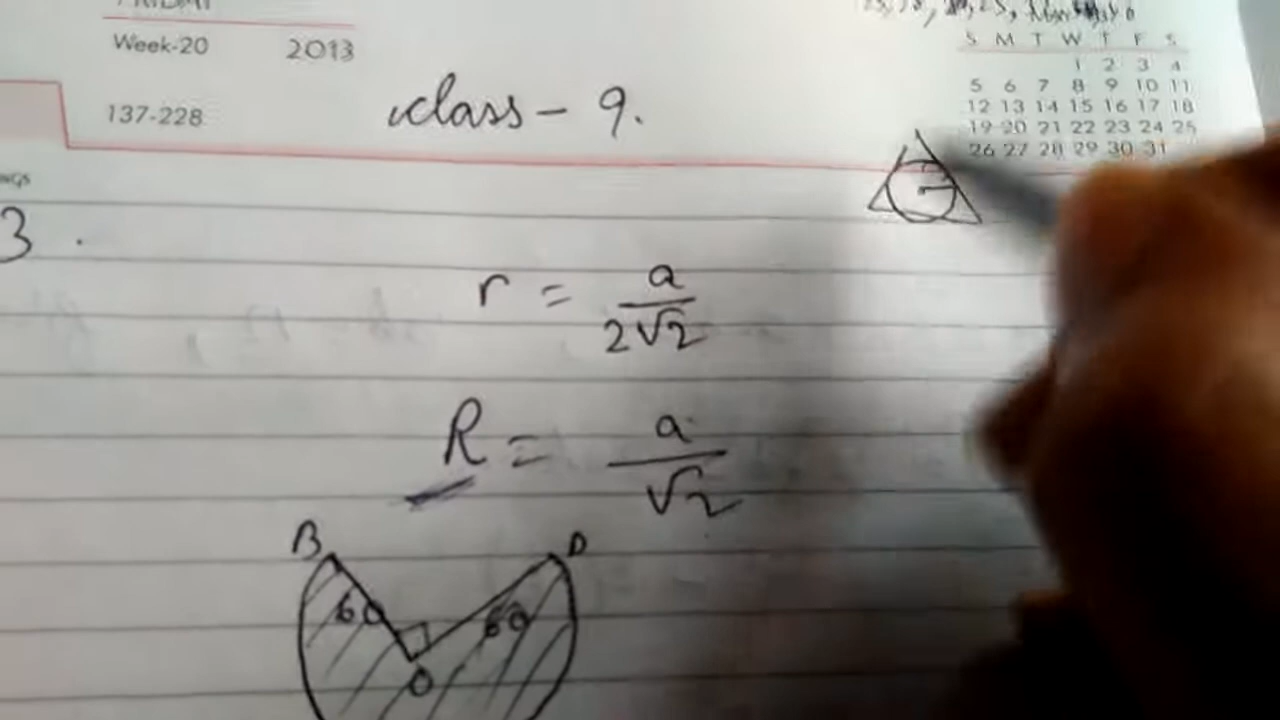 Week-20 2013
S M T W T F S
1 2 3 4
5 6 7 8 9 10 11
12 13 14 15 16 17 18
19 20 21 22 23 24 25
26 27 28 29 30 31
137-228
class - 9.
3.
r = a / 2√2
R = a / √2
B D
60 60
O